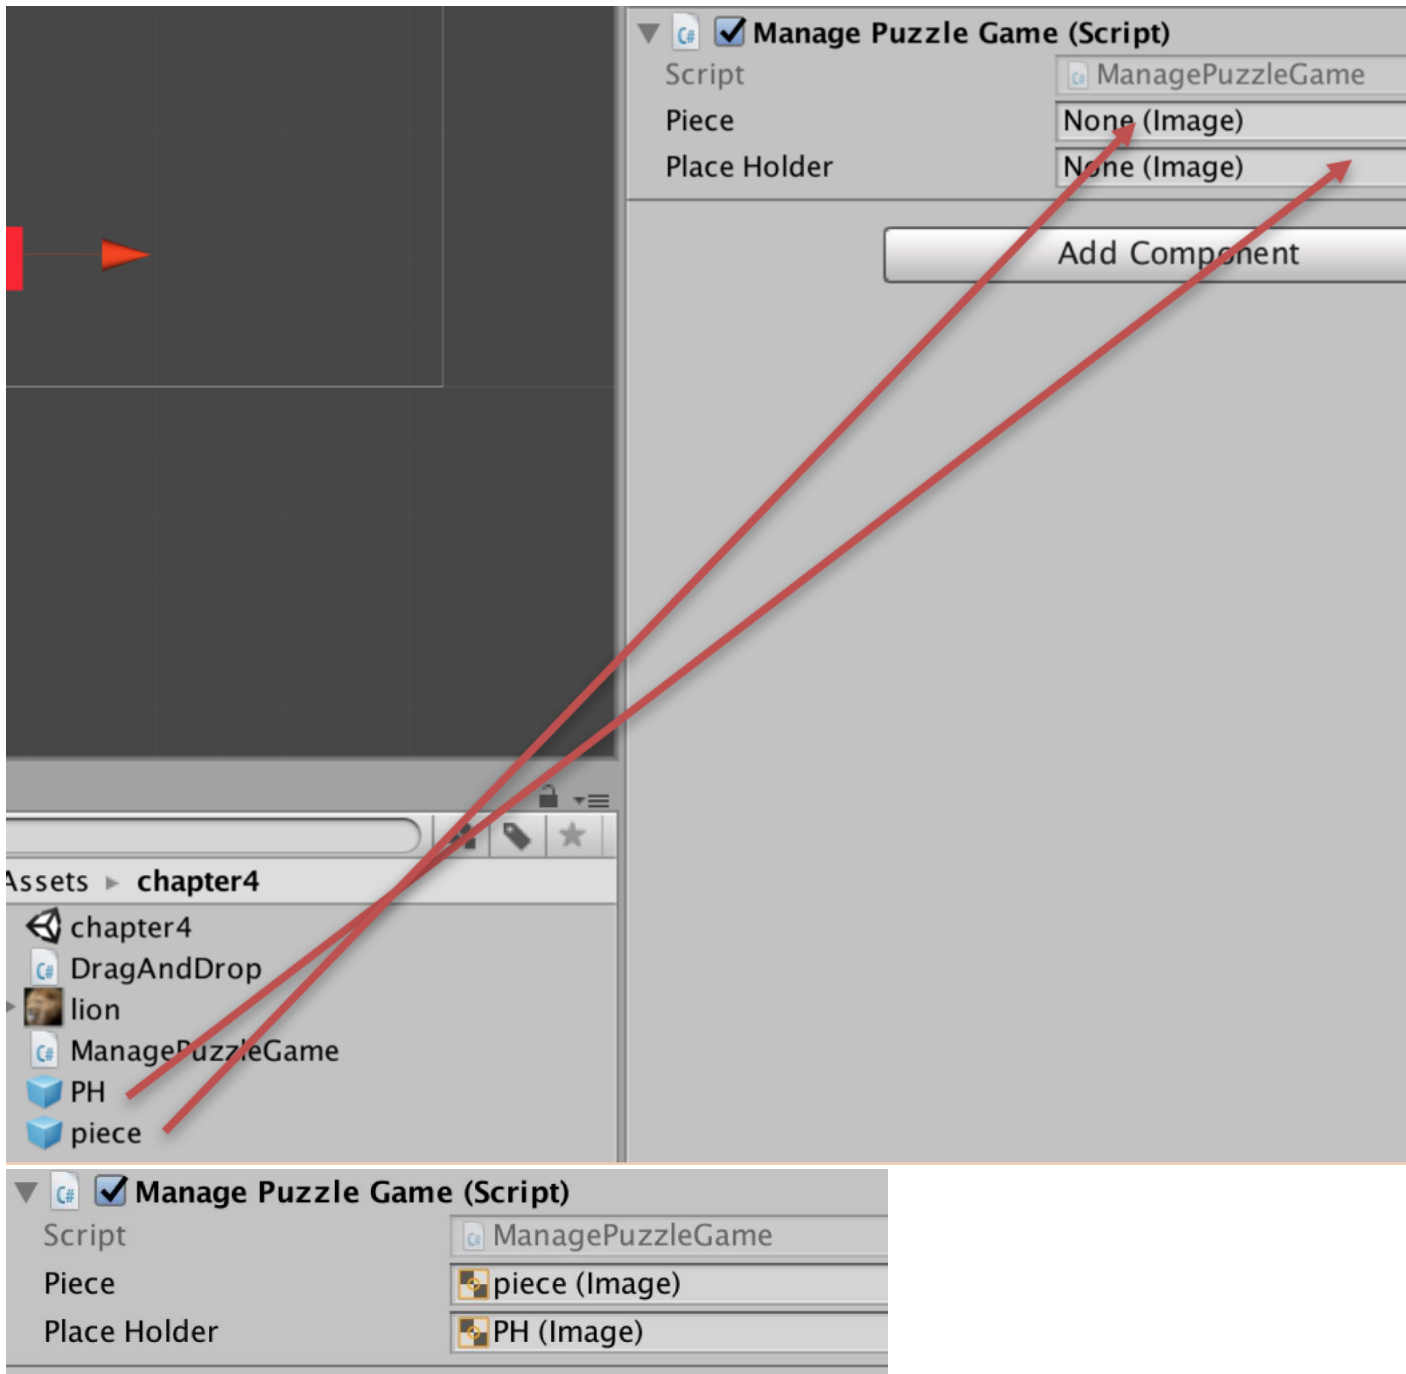 Manage Puzzle Game (Script)
Script ManagePuzzleGame
Piece None (Image)
Place Holder None (Image)
Add Component
Assets chapter4
chapter4
DragAndDrop
lion
ManagePuzzleGame
PH
piece
Manage Puzzle Game (Script)
Script ManagePuzzleGame
Piece piece (Image)
Place Holder PH (Image)